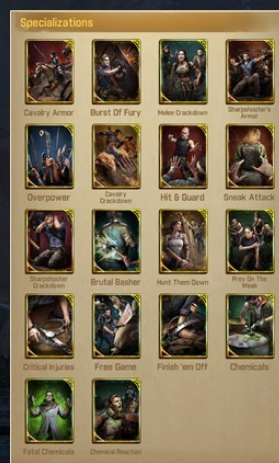 Specializations
Cavalry Armor
Burst Of Fury
Melee Crackdown
Sharpshooter's
Armor
Overpower
Cavalry
Crackdown
Hit & Guard
Sneak Attack
Sharpshooter
Crackdown
Brutal Basher
Hunt Them Down
Prey On The
Weak
Critical Injuries
Free Game
Finish 'em Off
Chemicals
Fatal Chemicals
Chemical Reaction